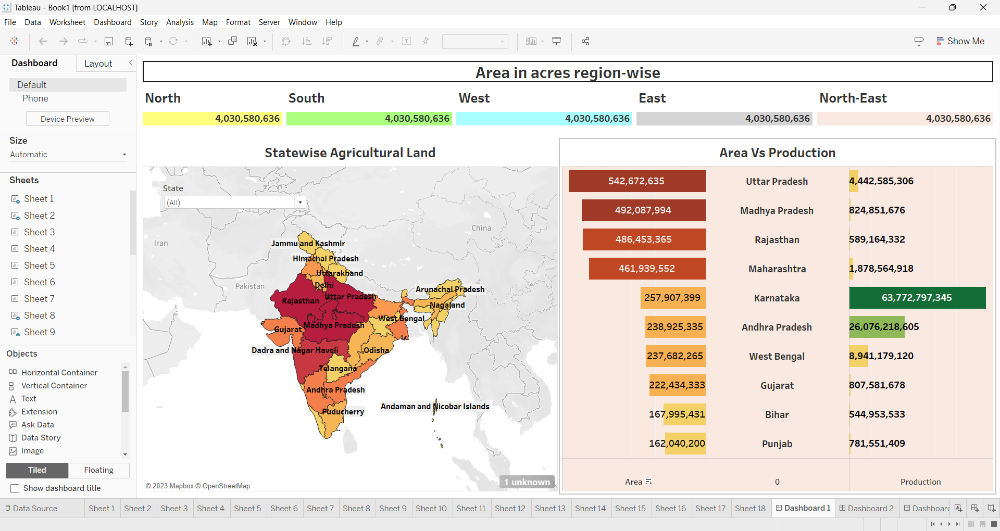 Tableau - Book1 [from LOCALHOST]
File Data Worksheet Dashboard Story Analysis Map Format Server Window Help
Show Me
Dashboard Layout
Default
Phone
Device Preview
Size
Automatic
Sheets
Sheet 1
Sheet 2
Sheet 3
Sheet 4
Sheet 5
Sheet 6
Sheet 7
Sheet 8
Sheet 9
Objects
Horizontal Container
Vertical Container
Text
Extension
Ask Data
Data Story
Image
Tiled Floating
Show dashboard title
Area in acres region-wise
North South West East North-East
4,030,580,636 4,030,580,636 4,030,580,636 4,030,580,636 4,030,580,636
Statewise Agricultural Land
State
(All)
China
Iran
Pakistan
Jammu and Kashmir
Himachal Pradesh
Uttarakhand
Delhi
Arunachal Pradesh
Uttar Pradesh
Rajasthan
Nagaland
West Bengal
Madhya Pradesh
Gujarat
Dadra and Nagar Haveli
Odisha
Telangana
Andhra Pradesh
Andaman and Nicobar Islands
Puducherry
© 2023 Mapbox © OpenStreetMap
1 unknown
Area Vs Production
542,672,635 Uttar Pradesh 4,442,585,306
492,087,994 Madhya Pradesh 824,851,676
486,453,365 Rajasthan 589,164,332
461,939,552 Maharashtra 1,878,564,918
257,907,399 Karnataka 63,772,797,345
238,925,335 Andhra Pradesh 26,076,218,605
237,682,265 West Bengal 8,941,179,120
222,434,333 Gujarat 807,581,678
167,995,431 Bihar 544,953,533
162,040,200 Punjab 781,551,409
Area 0 Production
Data Source Sheet 1 Sheet 2 Sheet 3 Sheet 4 Sheet 5 Sheet 6 Sheet 7 Sheet 8 Sheet 9 Sheet 10 Sheet 11 Sheet 12 Sheet 13 Sheet 14 Sheet 15 Sheet 16 Sheet 17 Sheet 18 Dashboard 1 Dashboard 2 Dashboard